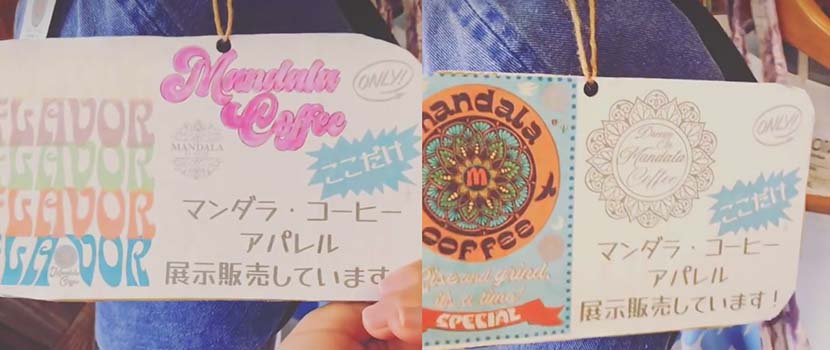 Mandala
Coffee
ONLY!
FLAVOR
FLAVOR
FLAVOR
FLAVOR
MANDALA
ここだけ
マンダラ・コーヒー
アパレル
展示販売しています
mandala
M
coffee
SPECIAL
Mandala
Coffee
ONLY!
ここだけ
マンダラ・コーヒー
アパレル
展示販売しています!